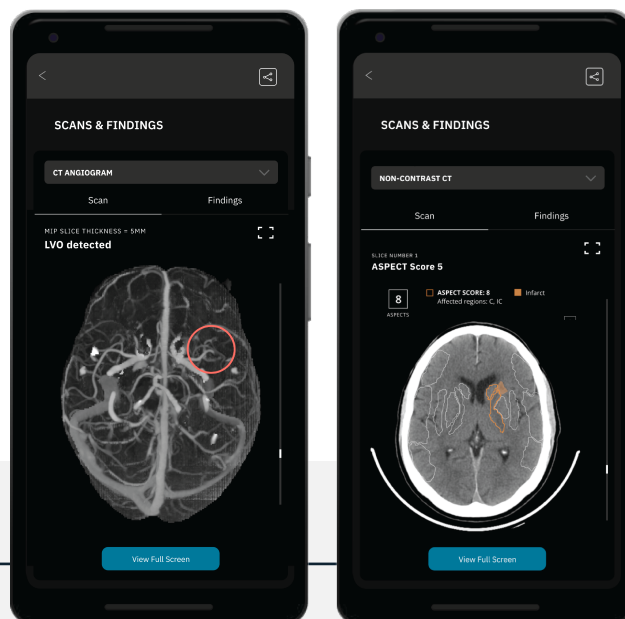 SCANS & FINDINGS
CT ANGIOGRAM
Scan Findings
MIP SLICE THICKNESS = 5MM
LVO detected
View Full Screen
SCANS & FINDINGS
NON-CONTRAST CT
Scan Findings
SLICE NUMBER 1
ASPECT Score 5
8
ASPECTS
ASPECT SCORE: 8
Affected regions: C, IC
Infarct
View Full Screen